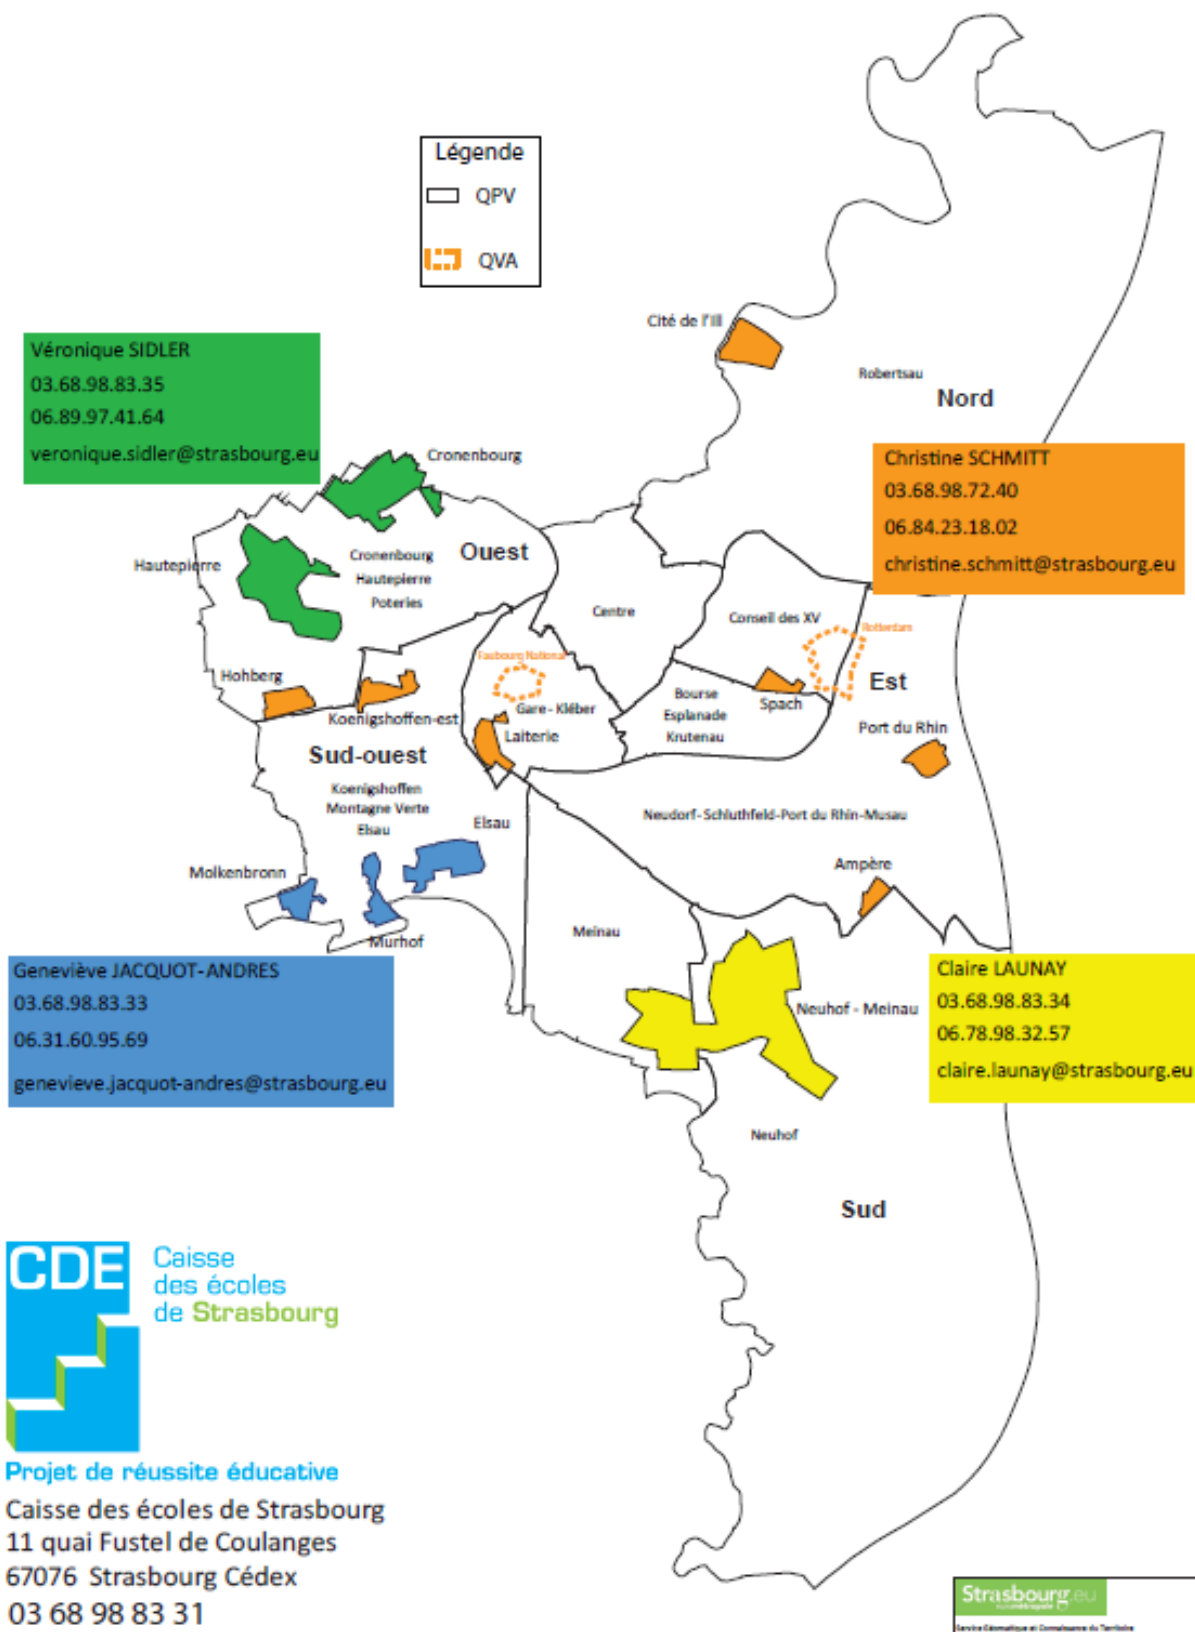 Légende
QPV
QVA
Cité de l'Ill
Robertsau
Nord
Véronique SIDLER
03.68.98.83.35
06.89.97.41.64
veronique.sidler@strasbourg.eu
Cronenbourg
Christine SCHMITT
03.68.98.72.40
06.84.23.18.02
christine.schmitt@strasbourg.eu
Hautepierre
Ouest
Cronenbourg
Hautepierre
Poteries
Centre
Conseil des XV
Rotterdam
Faubourg National
Hohberg
Koenigshoffen-est
Gare - Kléber
Laiterie
Bourse
Esplanade
Krutenau
Spach
Est
Port du Rhin
Sud-ouest
Koenigshoffen
Montagne Verte
Elsau
Elsau
Neudorf-Schluthfeld-Port du Rhin-Musau
Molkenbronn
Ampère
Murhof
Meinau
Geneviève JACQUOT-ANDRES
03.68.98.83.33
06.31.60.95.69
genevieve.jacquot-andres@strasbourg.eu
Neuhof - Meinau
Claire LAUNAY
03.68.98.83.34
06.78.98.32.57
claire.launay@strasbourg.eu
Neuhof
Sud
CDE
Caisse
des écoles
de Strasbourg
Projet de réussite éducative
Caisse des écoles de Strasbourg
11 quai Fustel de Coulanges
67076 Strasbourg Cédex
03 68 98 83 31
Strasbourg.eu
eurométropole
Service Géomatique et Connaissance du Territoire